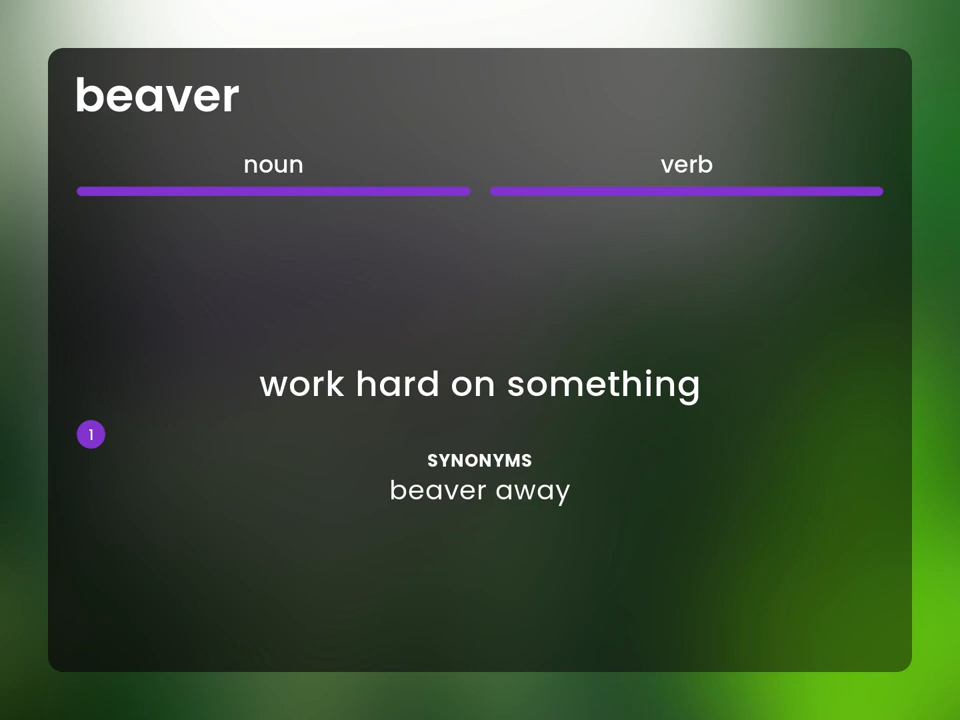 beaver
noun
verb
work hard on something
1
SYNONYMS
beaver away